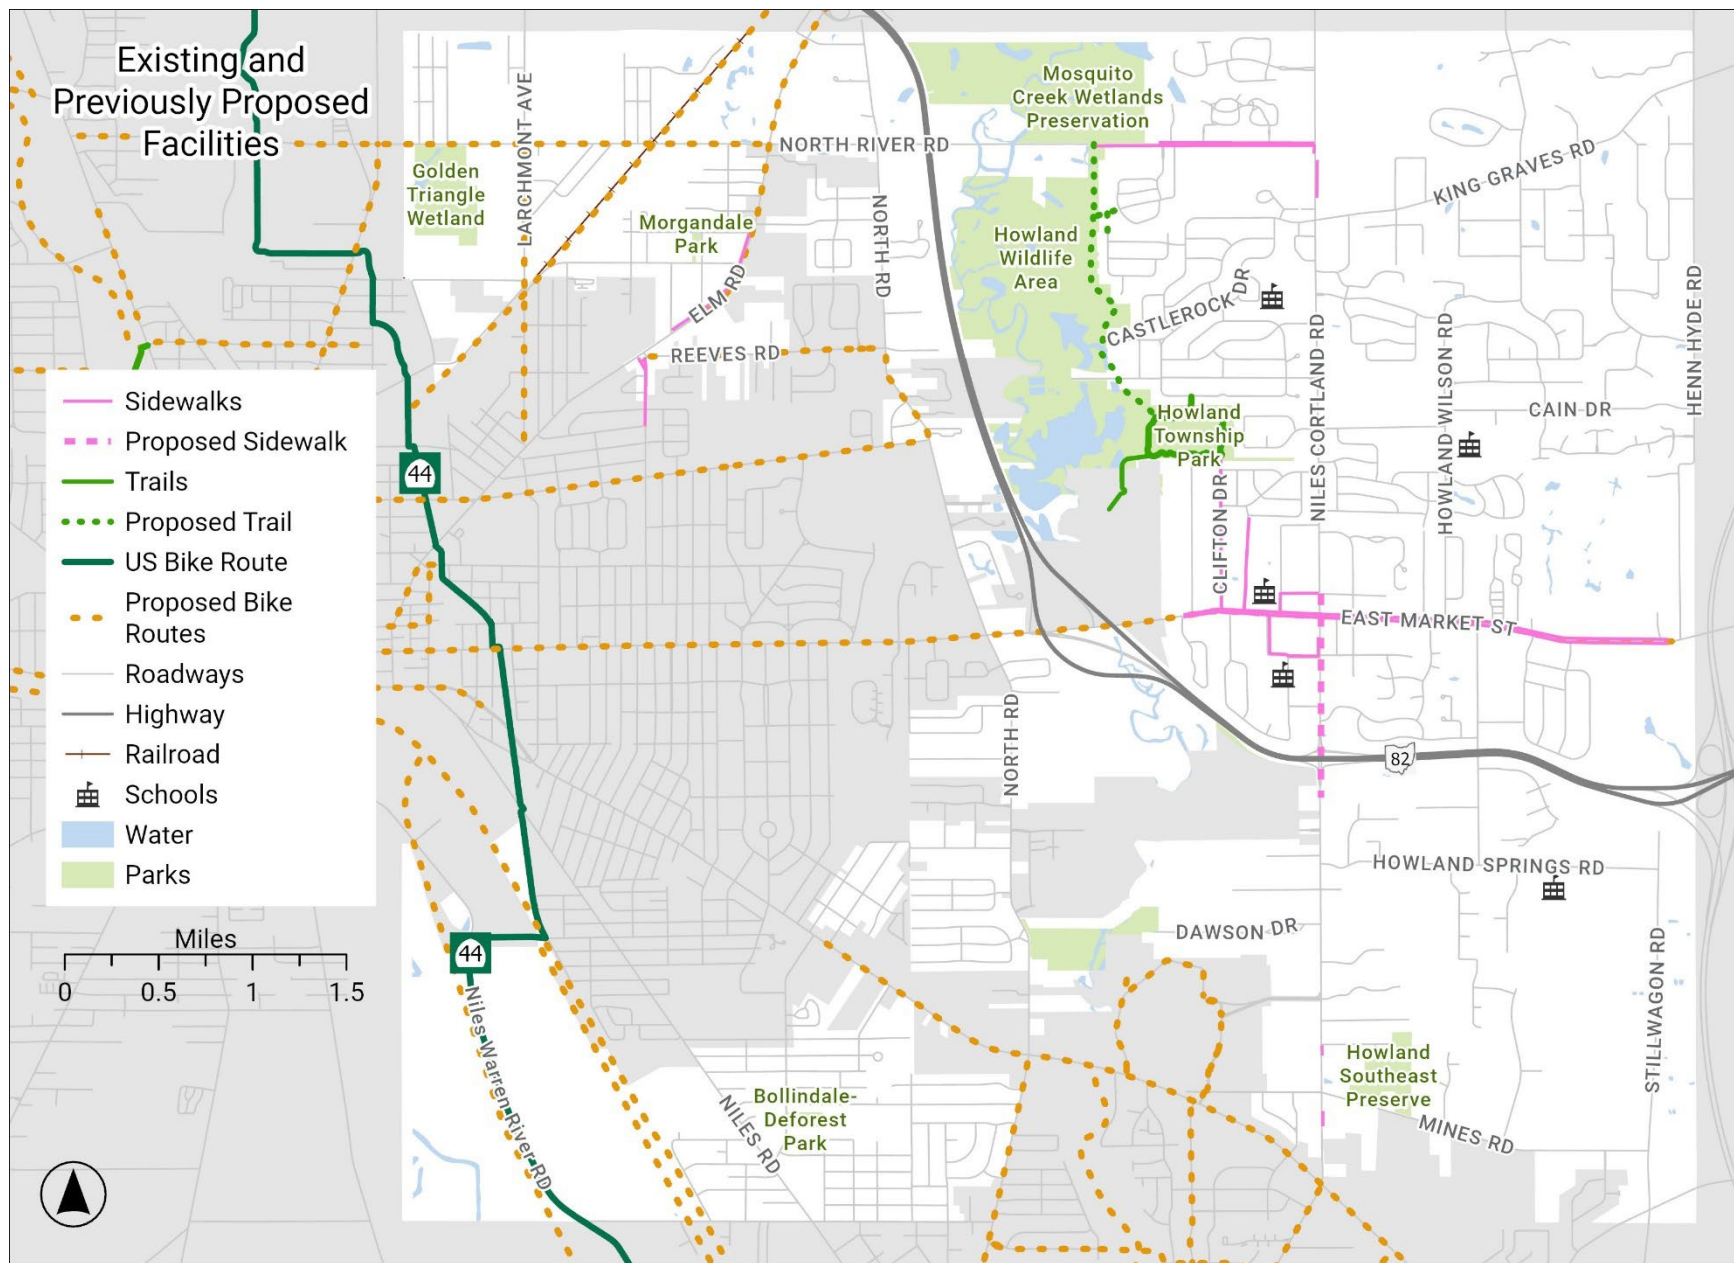 Existing and
Previously Proposed
Facilities
LARCHMONT AVE
Mosquito
Creek Wetlands
Preservation
NORTH RIVER RD
KING GRAVES RD
Golden
Triangle
Wetland
Morgandale
Park
NORTH RD
Howland
Wildlife
Area
ELM RD
CASTLEROCK DR
HENN HYDE RD
REEVES RD
NILES CORTLAND RD
HOWLAND WILSON RD
CAIN DR
Howland
Township
Park
44
CLIFTON DR
EAST MARKET ST
Sidewalks
Proposed Sidewalk
Trails
Proposed Trail
US Bike Route
Proposed Bike
Routes
Roadways
Highway
Railroad
Schools
Water
Parks
NORTH RD
82
HOWLAND SPRINGS RD
DAWSON DR
Miles
0 0.5 1 1.5
44
Niles Warren River RD
STILLWAGON RD
Howland
Southeast
Preserve
Bollindale-
Deforest
Park
NILES RD
MINES RD